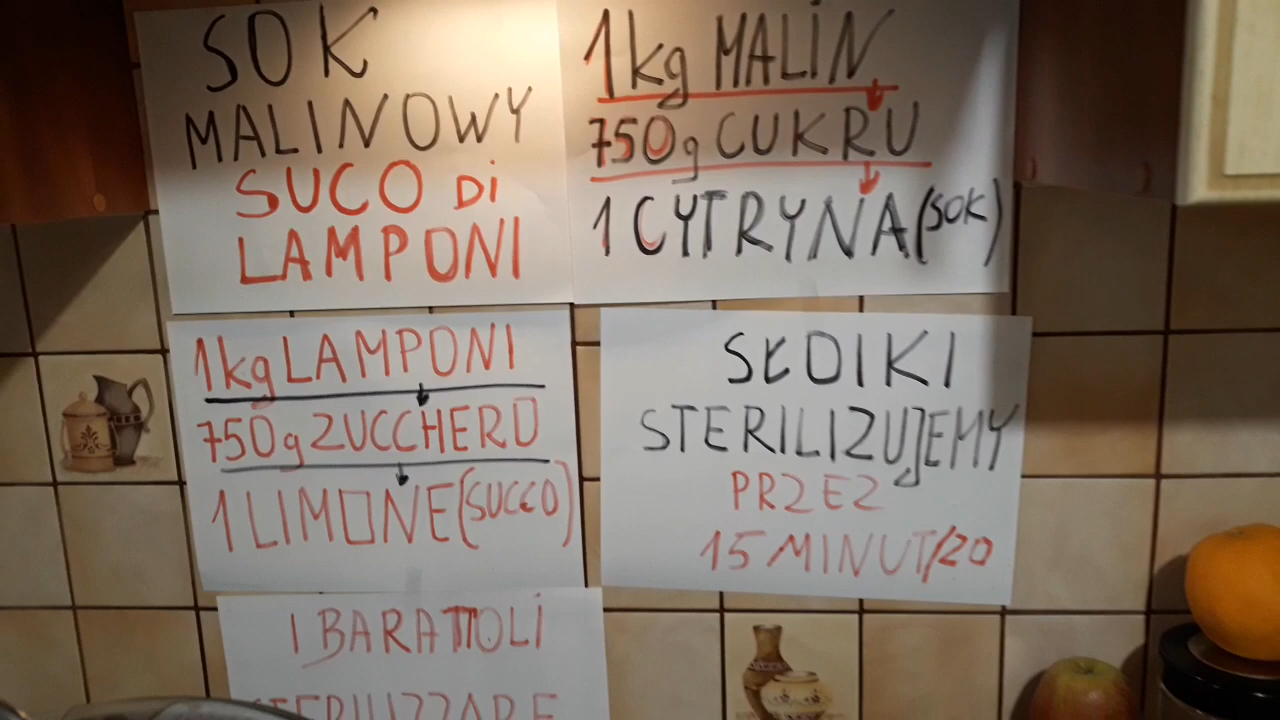 SOK
MALINOWY
SUCO Di
LAMPONI
1kg MALIN
750g CUKRU
1 CYTRYNA (SOK)
1kg LAMPONI
750g ZUCCHERO
1 LIMONE (SUCCO)
SŁOIKI
STERILIZUJEMY
PRZEZ
15 MINUT/20
I BARATTOLi
STERILIZZARE